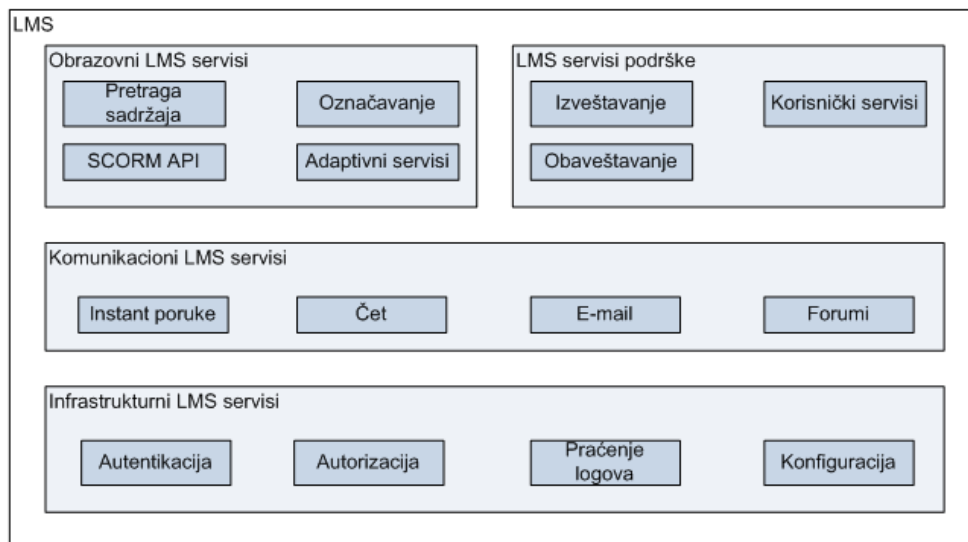 LMS
Obrazovni LMS servisi
Pretraga
sadržaja
Označavanje
SCORM API
Adaptivni servisi
LMS servisi podrške
Izveštavanje
Korisnički servisi
Obaveštavanje
Komunikacioni LMS servisi
Instant poruke
Čet
E-mail
Forumi
Infrastrukturni LMS servisi
Autentikacija
Autorizacija
Praćenje
logova
Konfiguracija